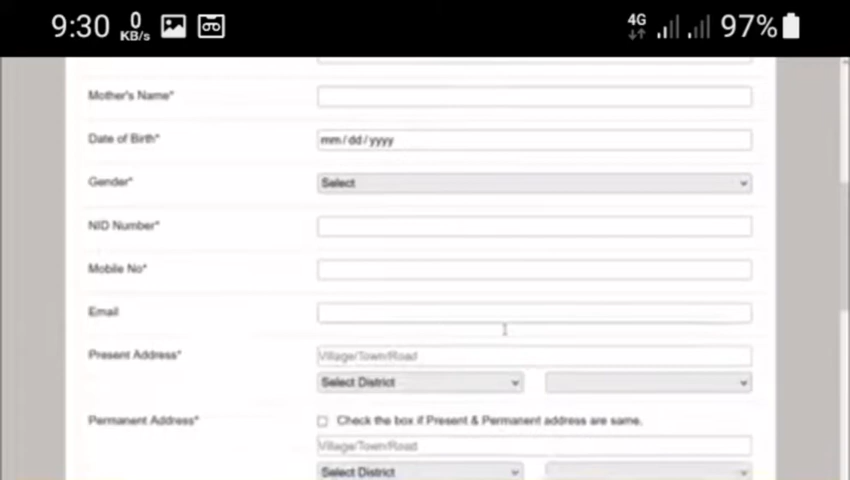 9:30 0 KB/s 4G 97%
Mother's Name*
Date of Birth* mm/dd/yyyy
Gender* Select
NID Number*
Mobile No*
Email
Present Address* Village/Town/Road
Select District
Permanent Address* Check the box if Present & Permanent address are same.
Village/Town/Road
Select District